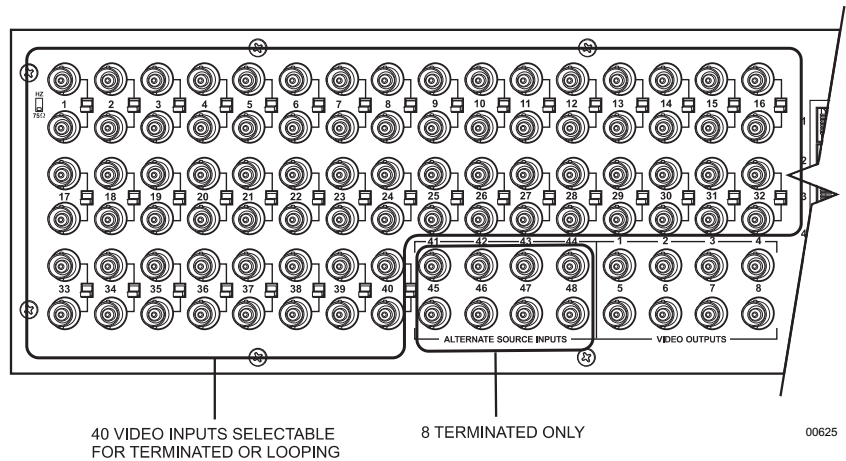 HZ
75Ω
1 2 3 4 5 6 7 8 9 10 11 12 13 14 15 16
1
2
17 18 19 20 21 22 23 24 25 26 27 28 29 30 31 32
3
4
41 42 43 44 1 2 3 4
33 34 35 36 37 38 39 40 45 46 47 48 5 6 7 8
ALTERNATE SOURCE INPUTS VIDEO OUTPUTS
40 VIDEO INPUTS SELECTABLE
FOR TERMINATED OR LOOPING
8 TERMINATED ONLY
00625